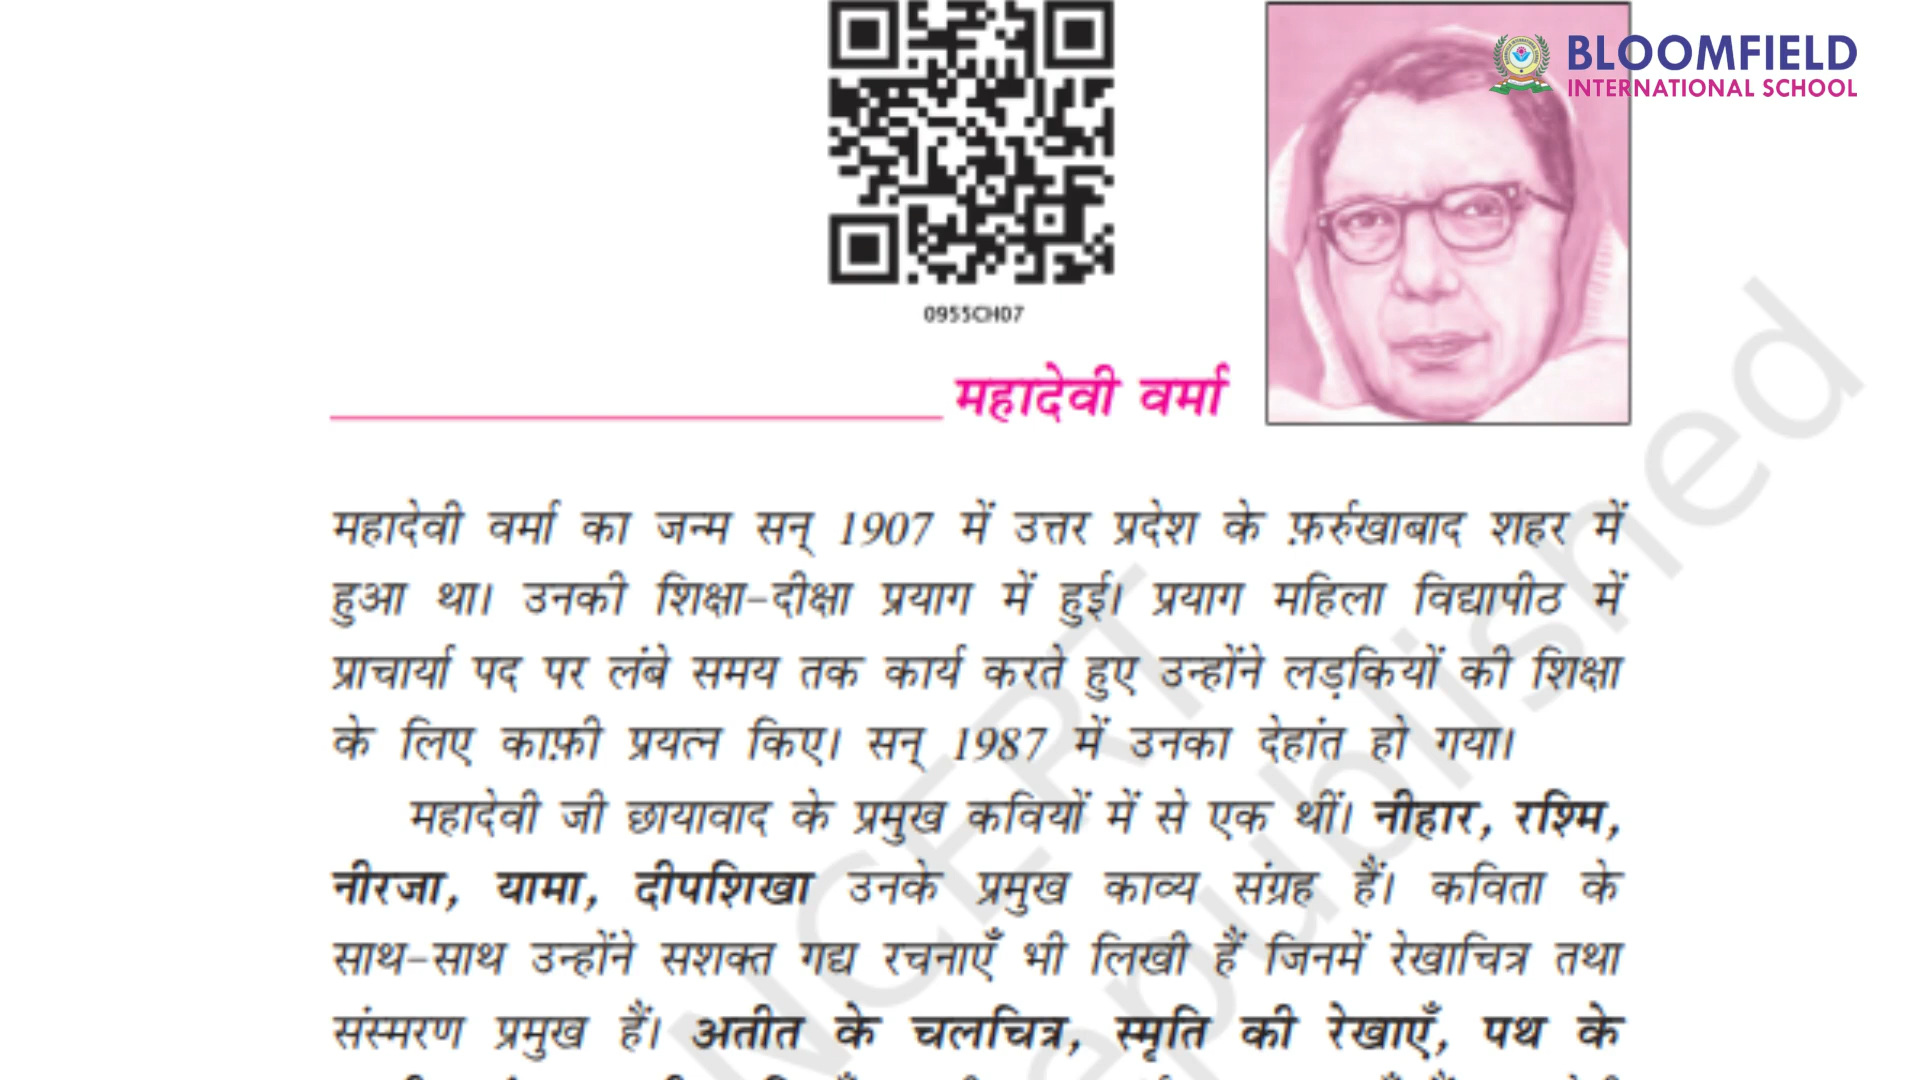 BLOOMFIELD
INTERNATIONAL SCHOOL
0955CH07
महादेवी वर्मा
महादेवी वर्मा का जन्म सन् 1907 में उत्तर प्रदेश के फ़र्रुखाबाद शहर में
हुआ था। उनकी शिक्षा-दीक्षा प्रयाग में हुई। प्रयाग महिला विद्यापीठ में
प्राचार्या पद पर लंबे समय तक कार्य करते हुए उन्होंने लड़कियों की शिक्षा
के लिए काफ़ी प्रयत्न किए। सन् 1987 में उनका देहांत हो गया।
महादेवी जी छायावाद के प्रमुख कवियों में से एक थीं। नीहार, रश्मि,
नीरजा, यामा, दीपशिखा उनके प्रमुख काव्य संग्रह हैं। कविता के
साथ-साथ उन्होंने सशक्त गद्य रचनाएँ भी लिखी हैं जिनमें रेखाचित्र तथा
संस्मरण प्रमुख हैं। अतीत के चलचित्र, स्मृति की रेखाएँ, पथ के
NCERT
republished